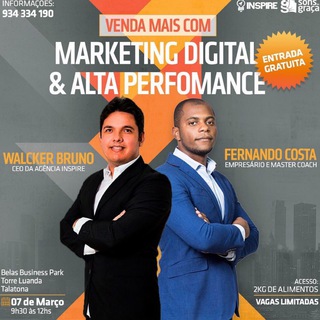 INFORMAÇÕES:
934 334 190
INSPIRE
sons.
graça
VENDA MAIS COM
MARKETING DIGITAL
& ALTA PERFOMANCE
ENTRADA
GRATUITA
WALCKER BRUNO
CEO DA AGÊNCIA INSPIRE
FERNANDO COSTA
EMPRESÁRIO E MASTER COACH
Belas Business Park
Torre Luanda
Talatona
07 de Março
9h30 às 12hs
ACESSO:
2KG DE ALIMENTOS
VAGAS LIMITADAS